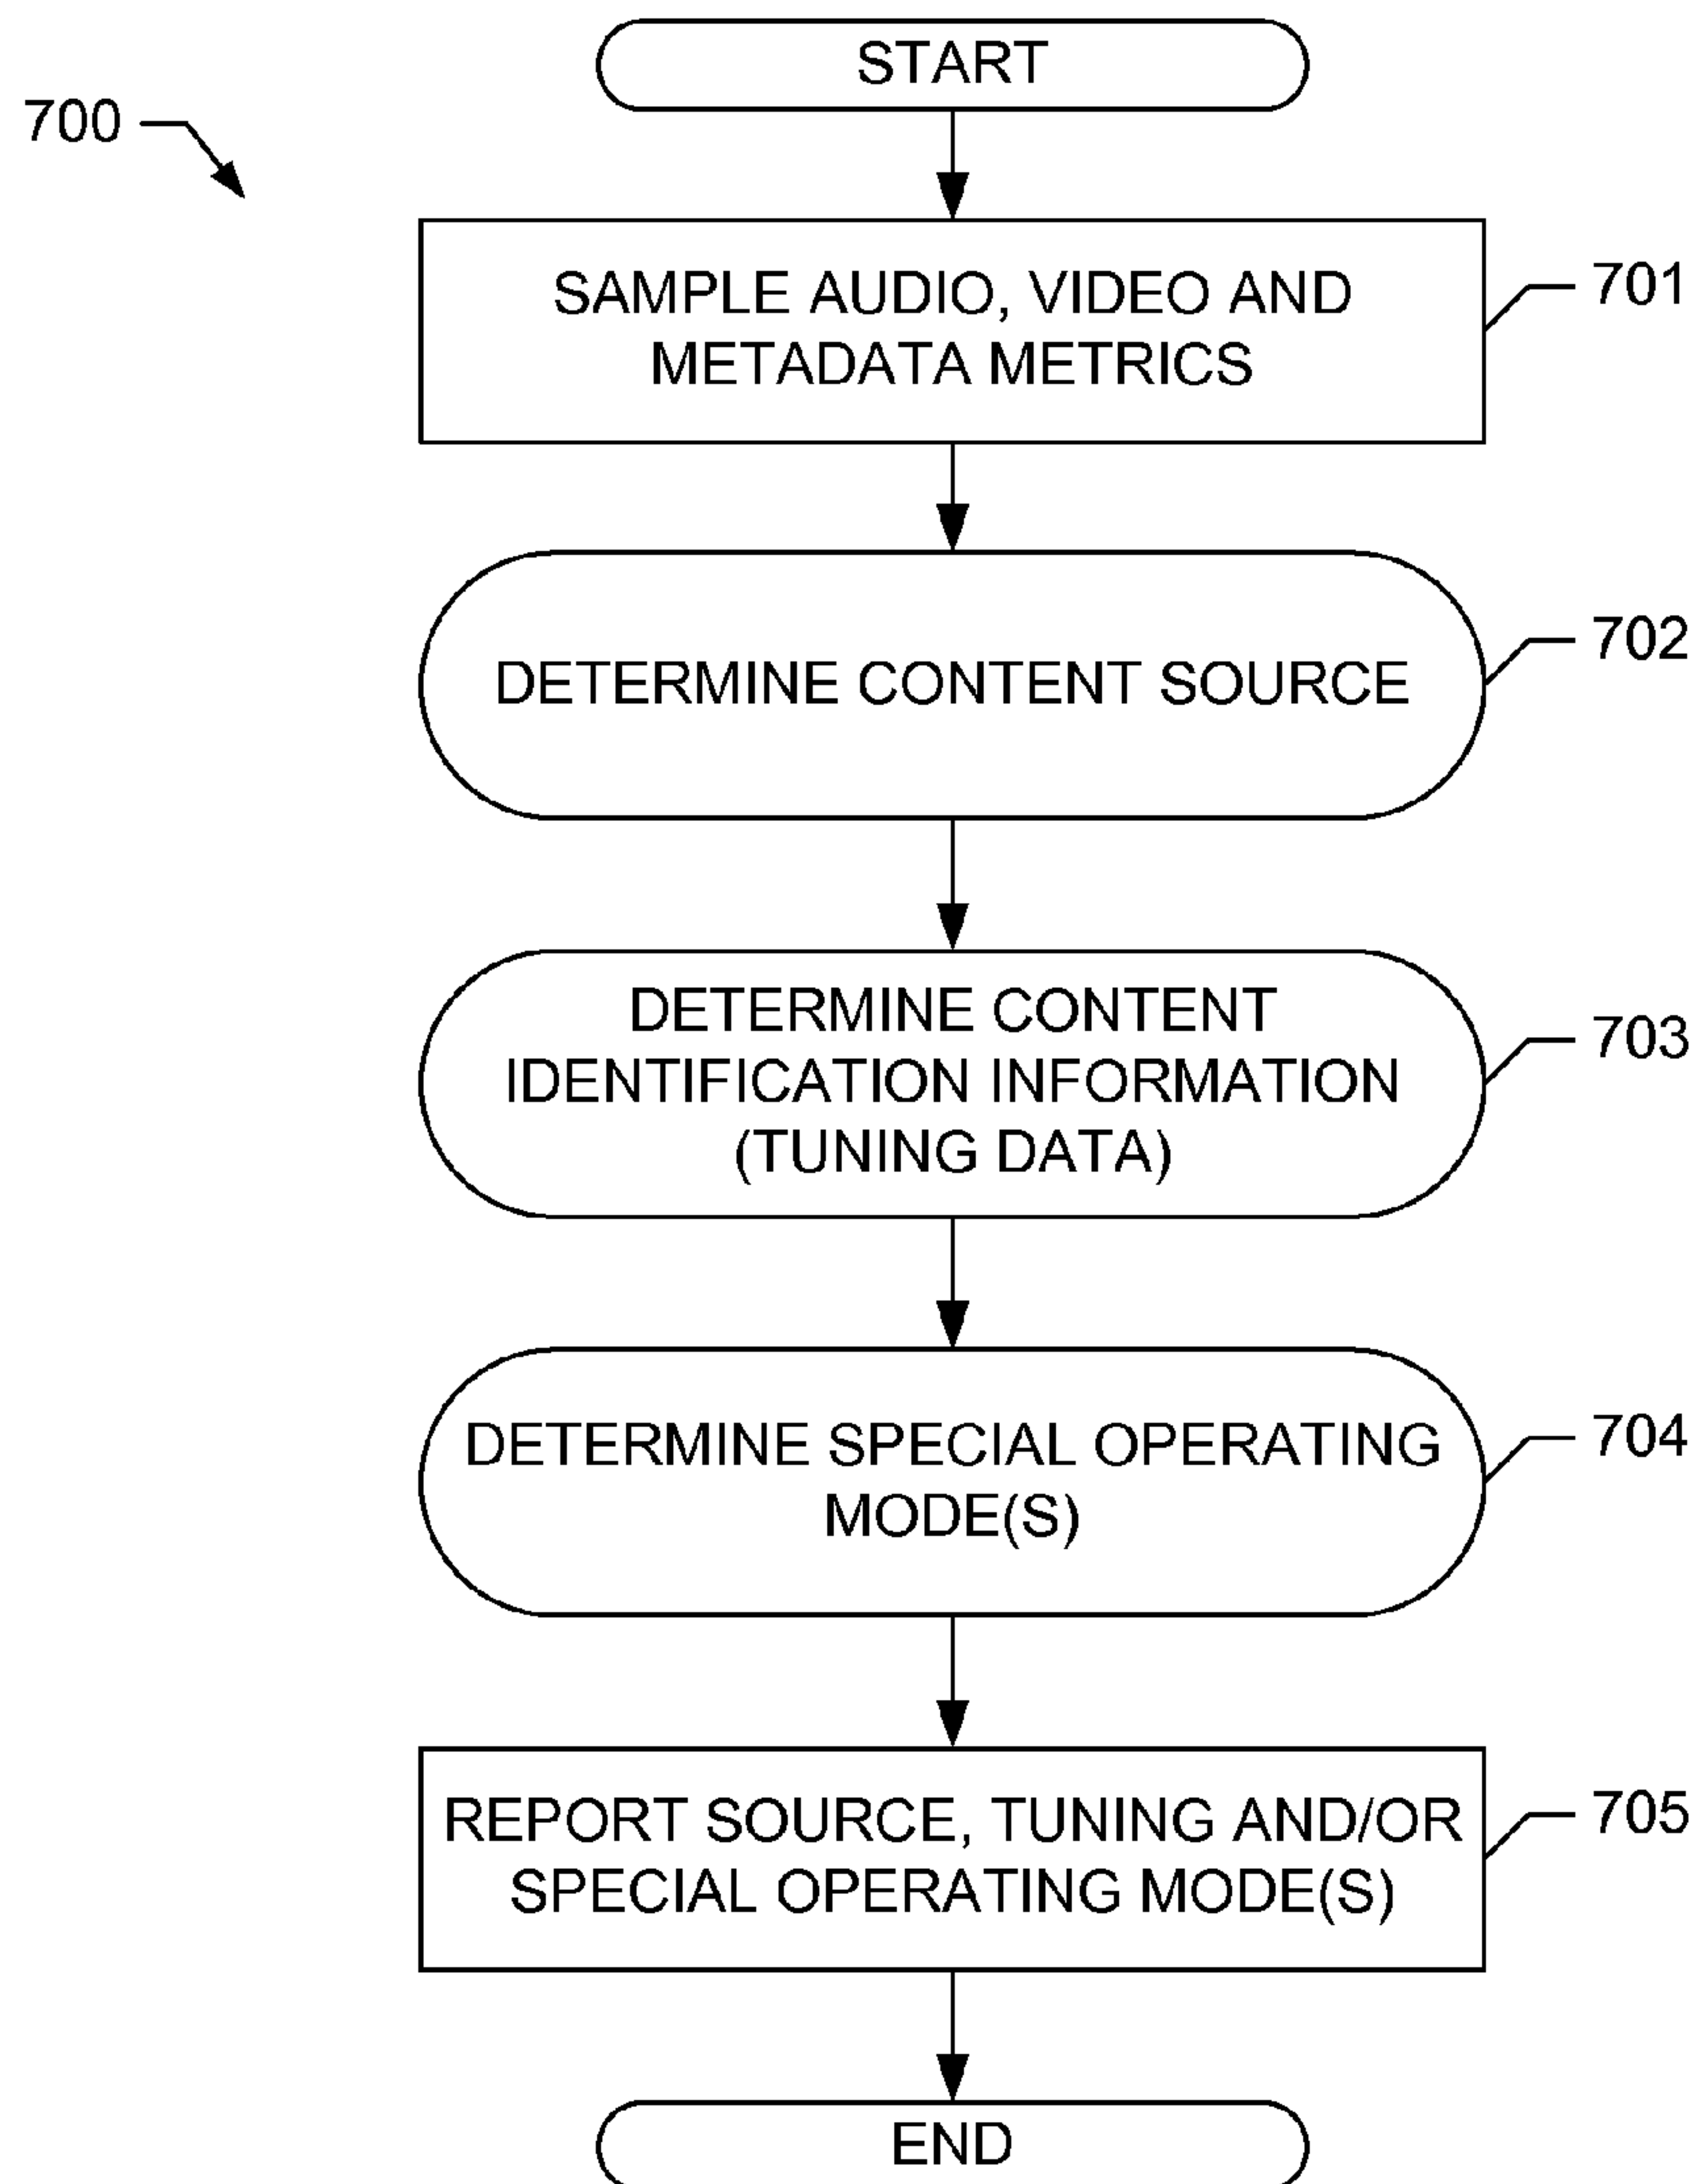 START
700
SAMPLE AUDIO, VIDEO AND
METADATA METRICS
701
DETERMINE CONTENT SOURCE
702
DETERMINE CONTENT
IDENTIFICATION INFORMATION
(TUNING DATA)
703
DETERMINE SPECIAL OPERATING
MODE(S)
704
REPORT SOURCE, TUNING AND/OR
SPECIAL OPERATING MODE(S)
705
END